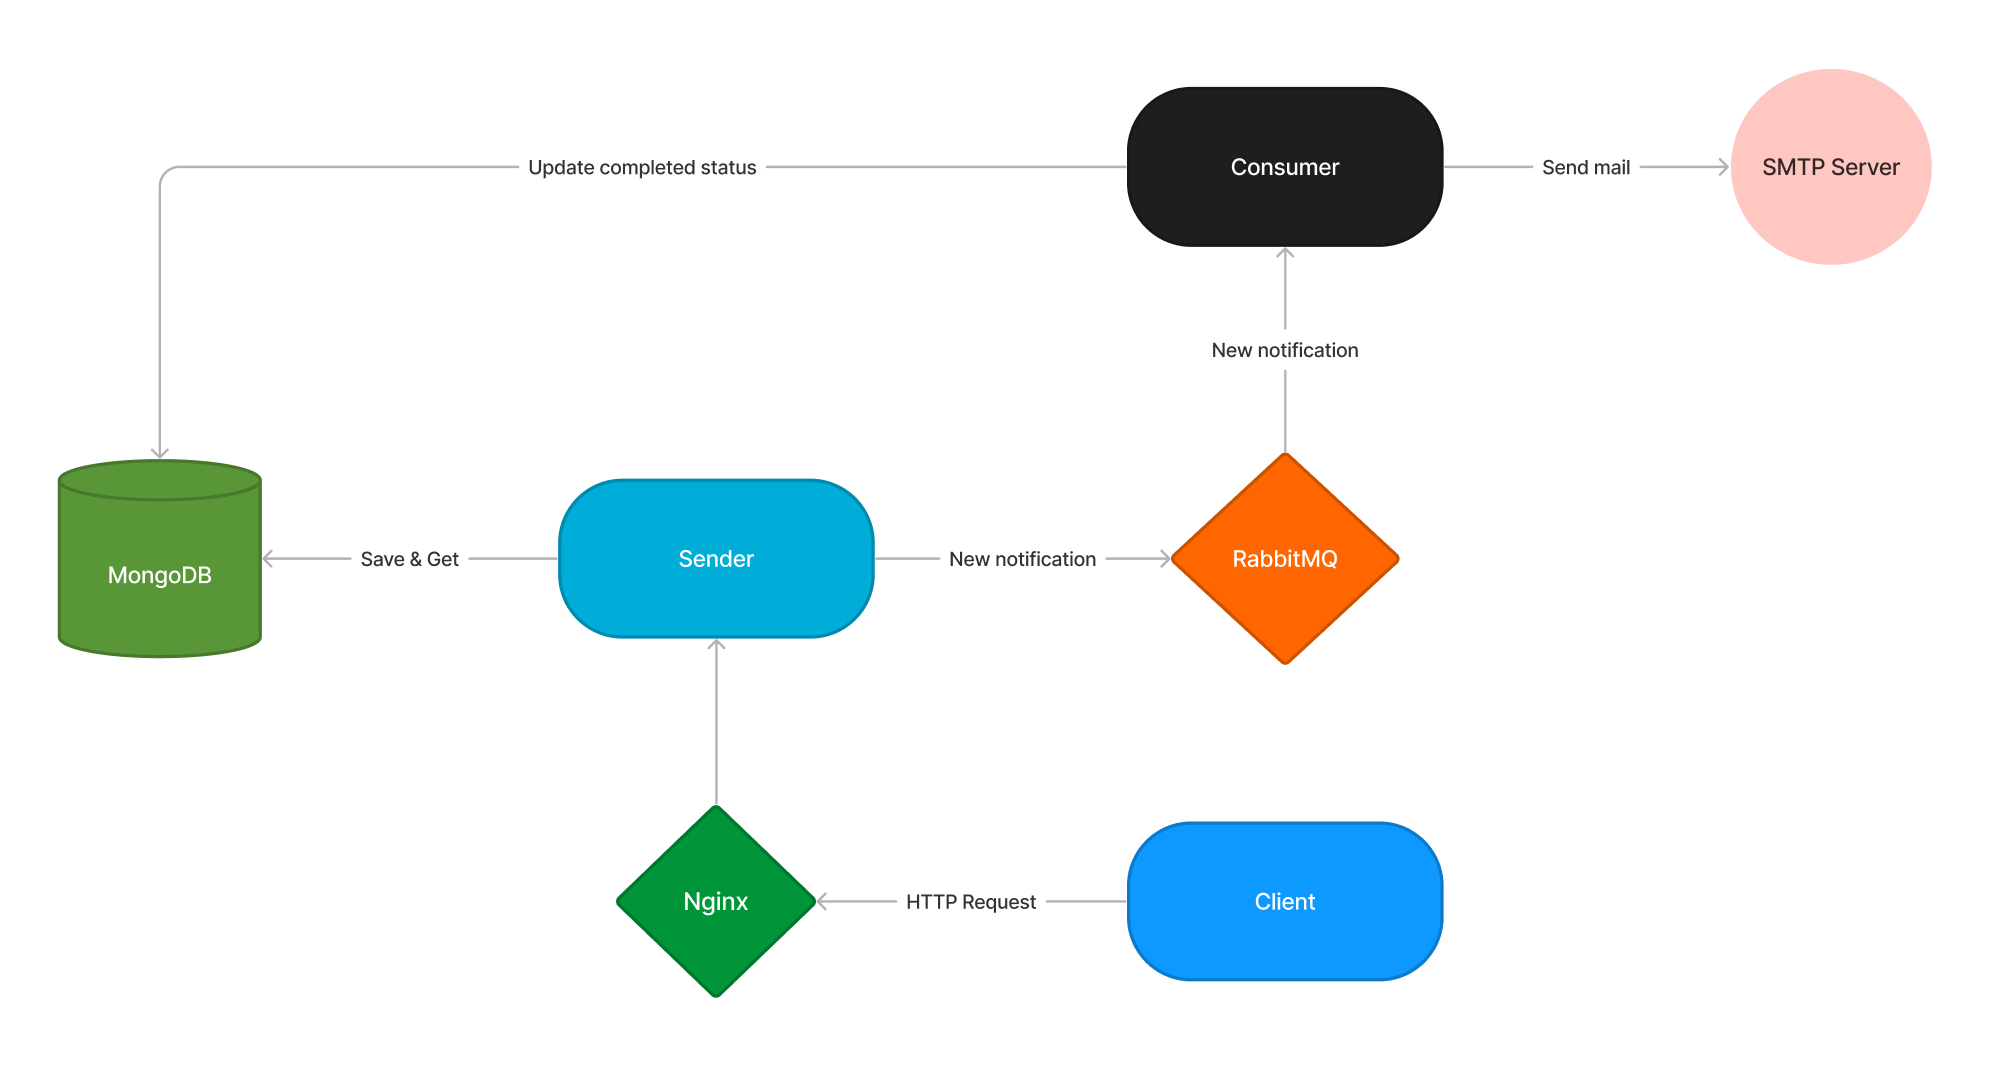 Update completed status
Consumer
Send mail
SMTP Server
New notification
MongoDB
Save & Get
Sender
New notification
RabbitMQ
Nginx
HTTP Request
Client